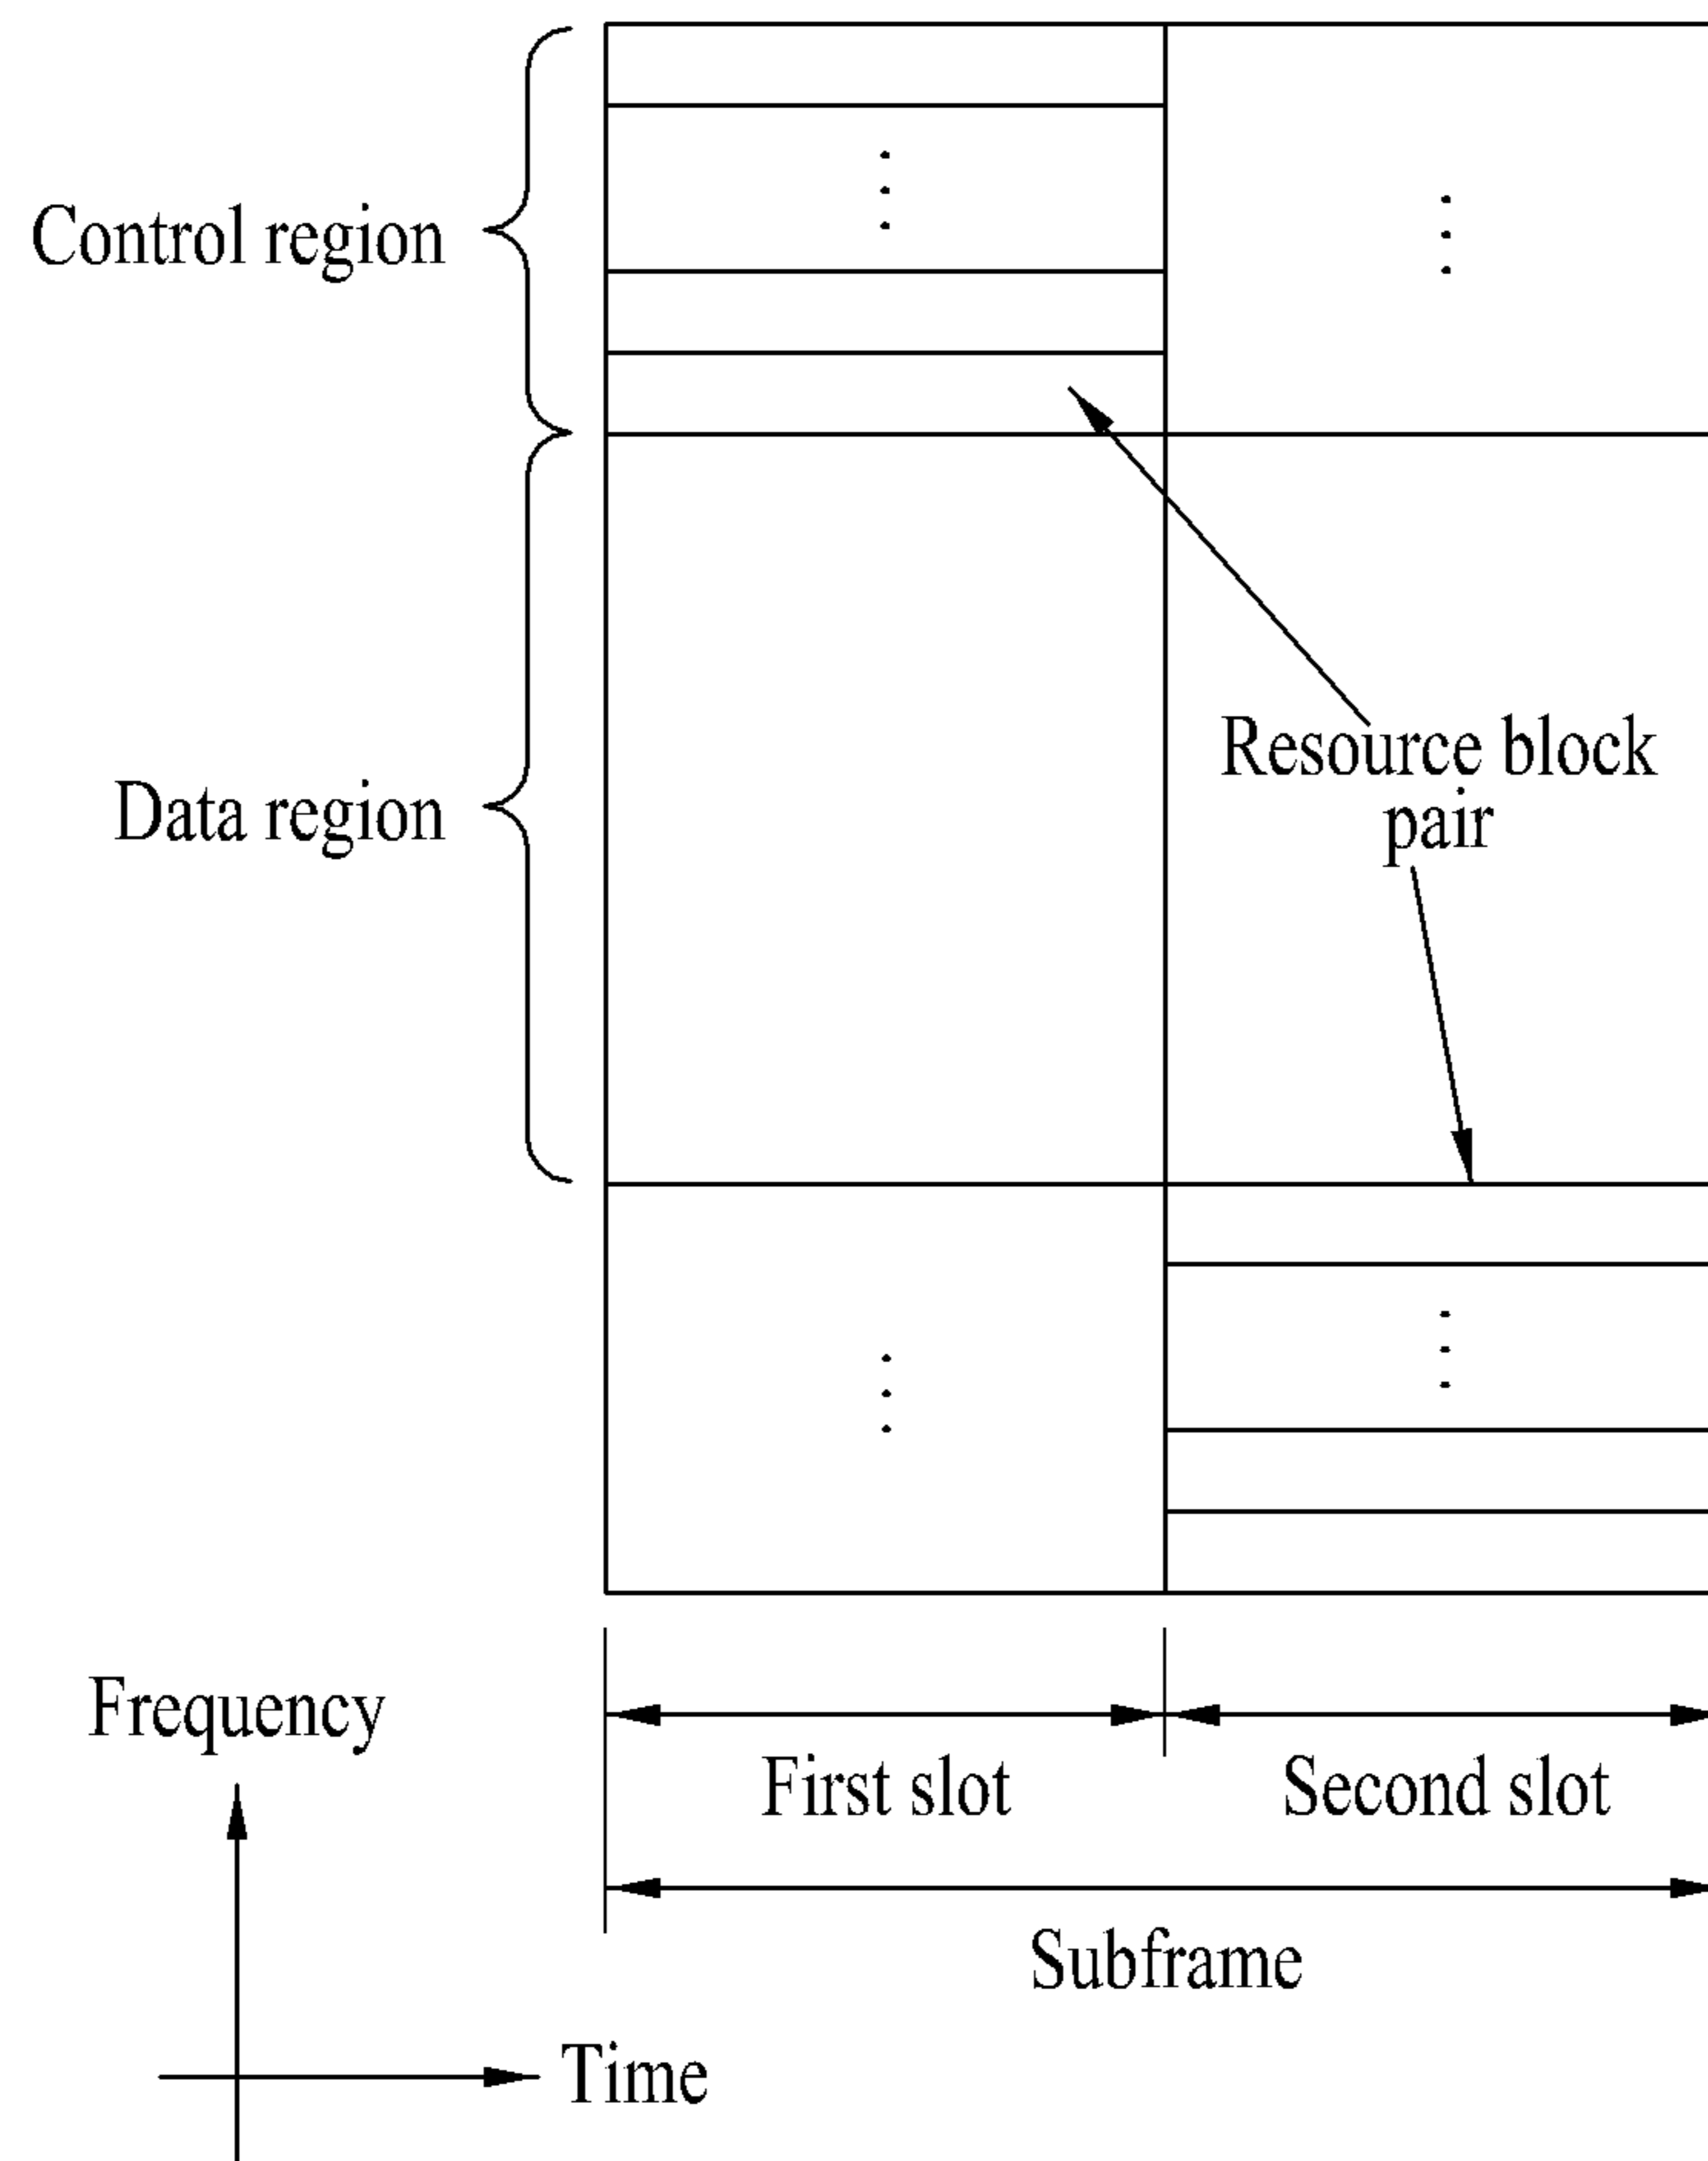 Control region
Data region
Resource block
pair
Frequency
First slot
Second slot
Subframe
Time